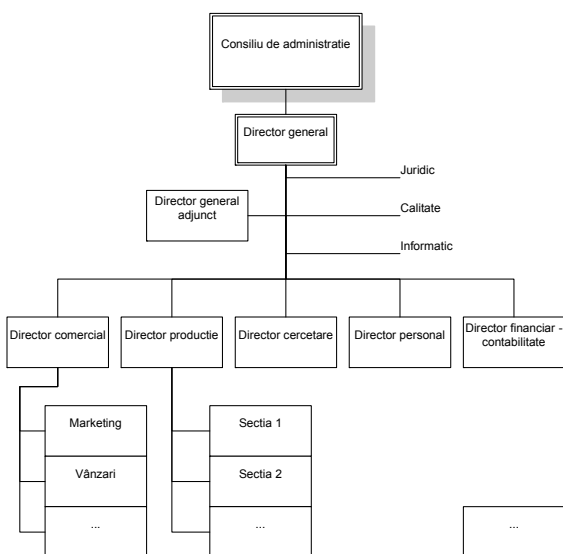 Consiliu de administratie
Director general
Juridic
Director general
adjunct
Calitate
Informatic
Director comercial
Director productie
Director cercetare
Director personal
Director financiar -
contabilitate
Marketing
Sectia 1
Vânzari
Sectia 2
...
...
...